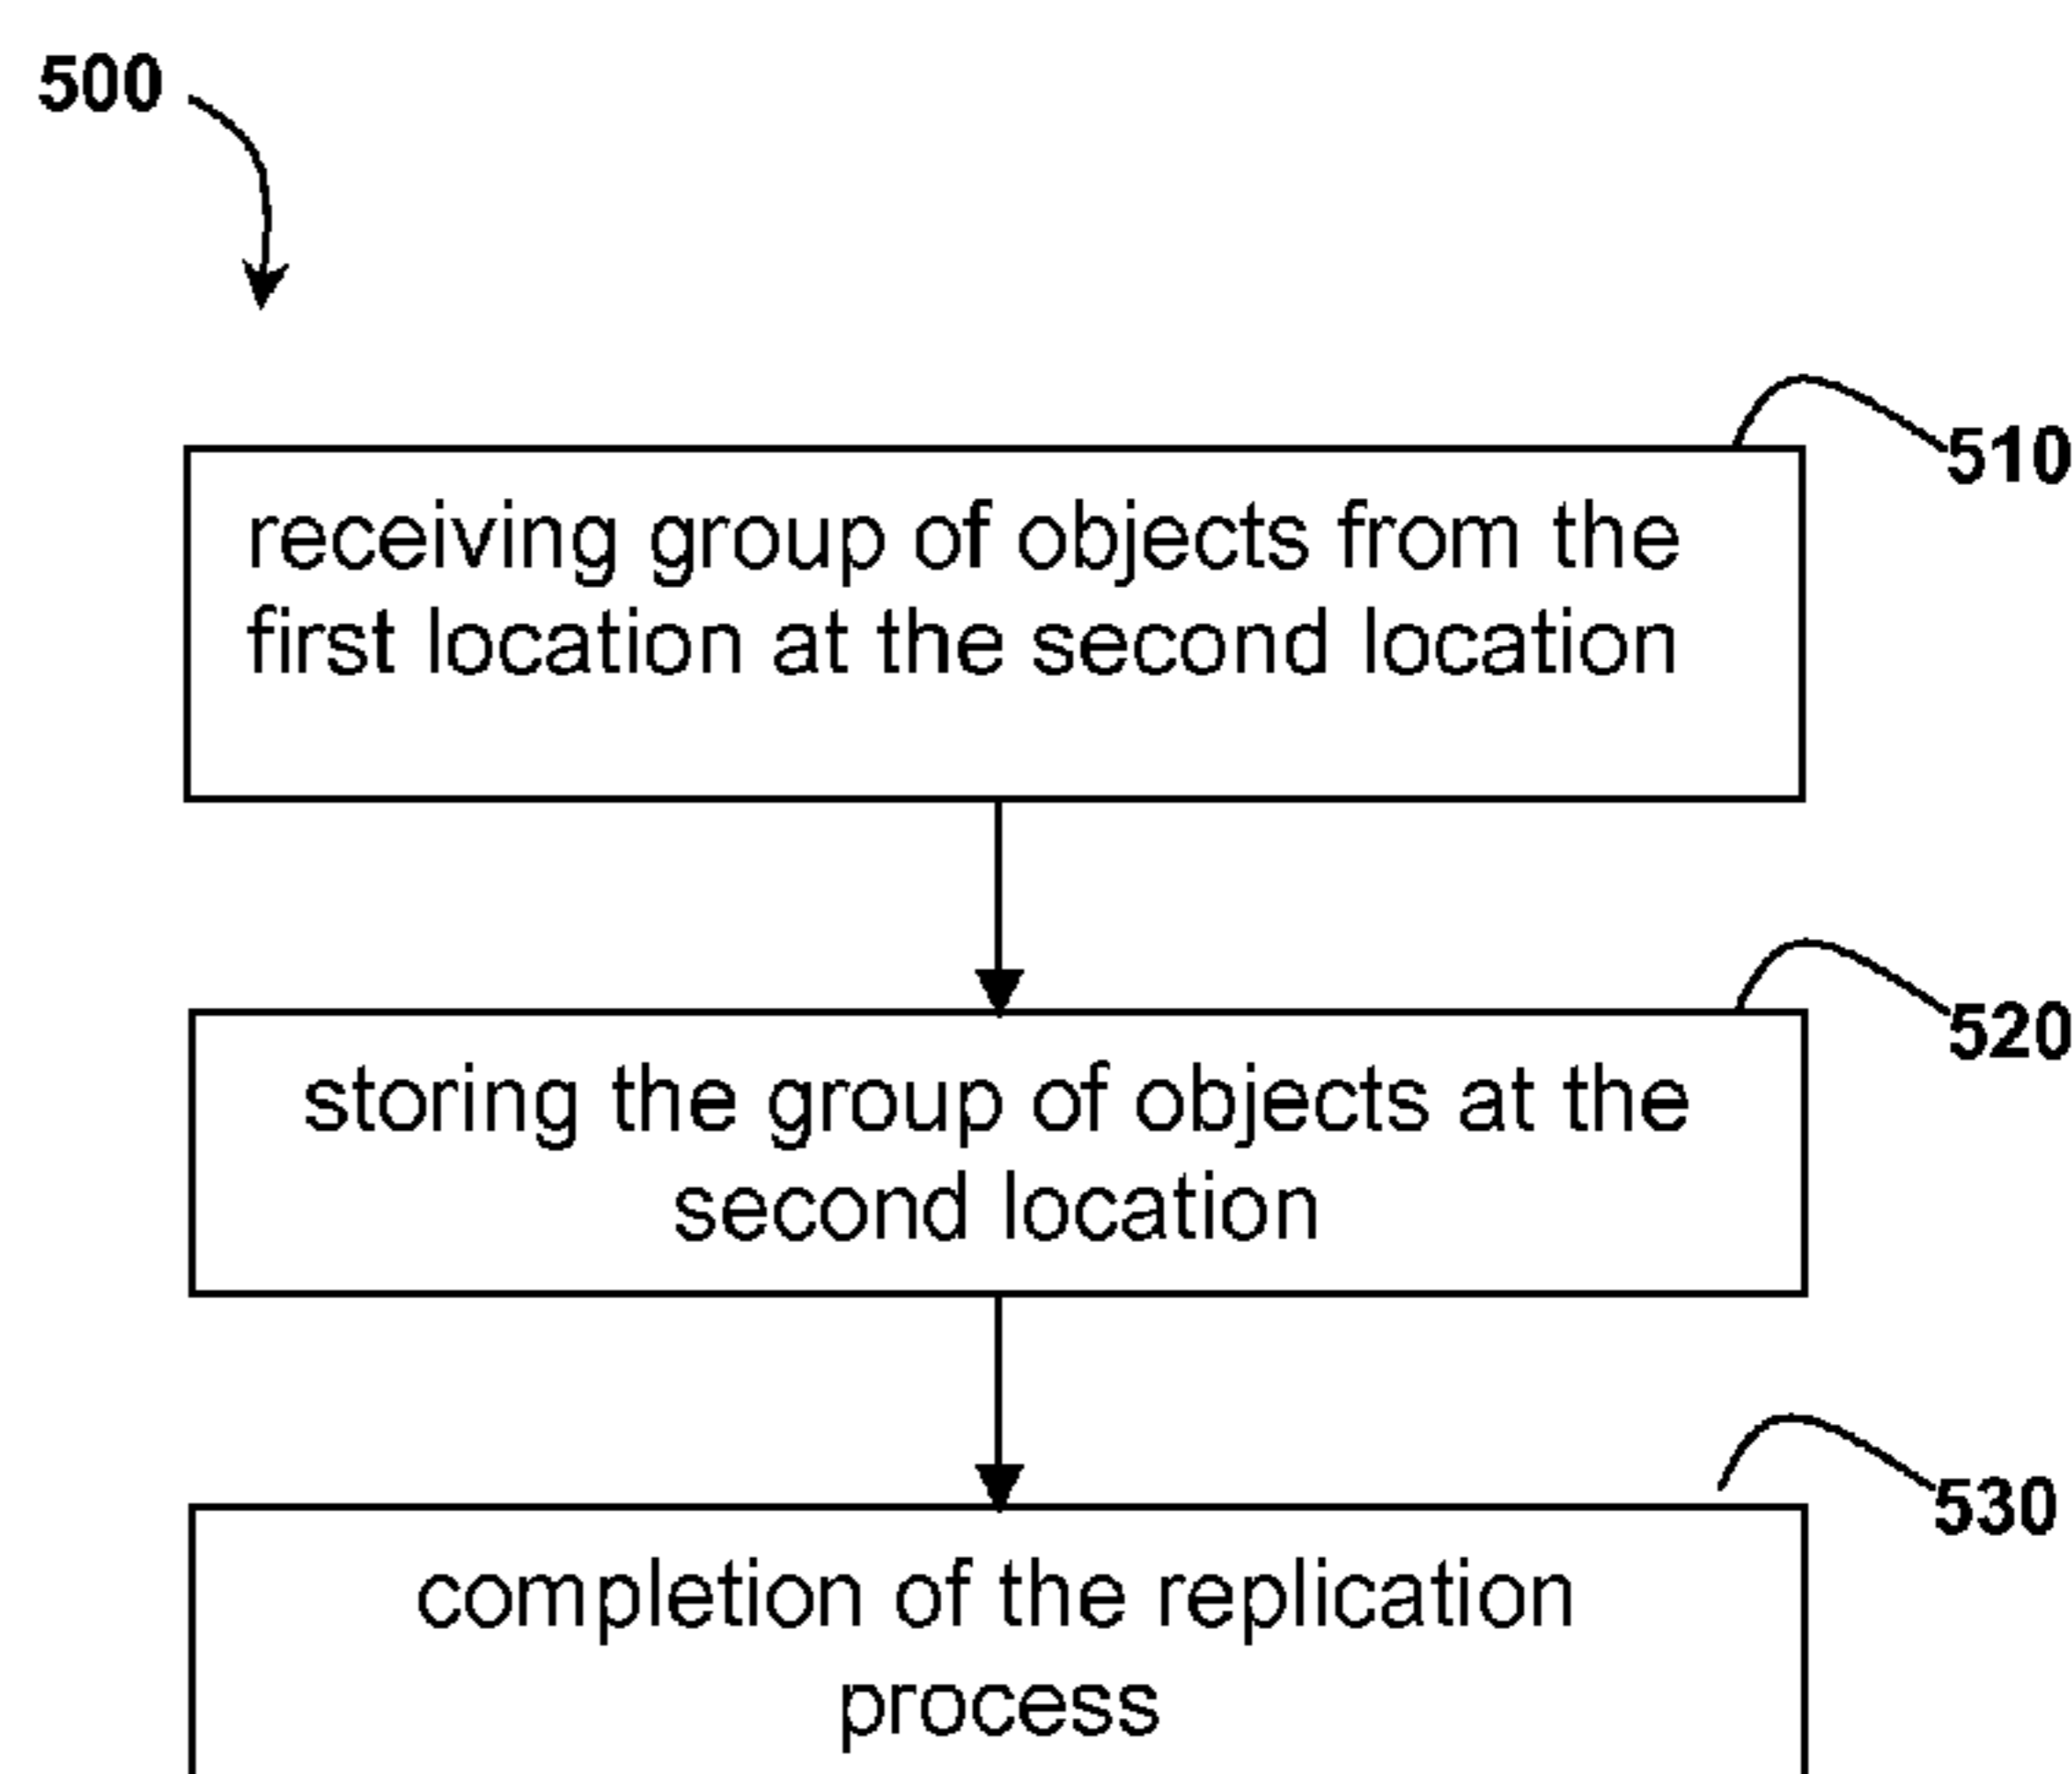 500
510
receiving group of objects from the
first location at the second location
520
storing the group of objects at the
second location
530
completion of the replication
process